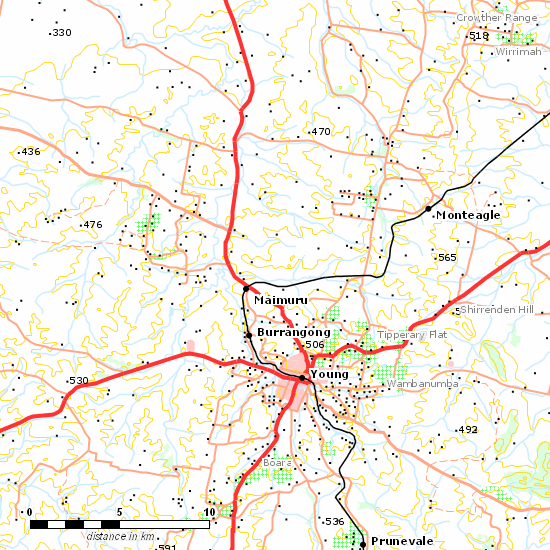 Crowther Range
330
518
Wirrimah
470
436
Monteagle
476
565
Maimuru
Shirrenden Hill
Burrangong
Tipperary Flat
506
Young
530
Wambanumba
492
Boara
0 5 10
distance in km
536
Prunevale
591